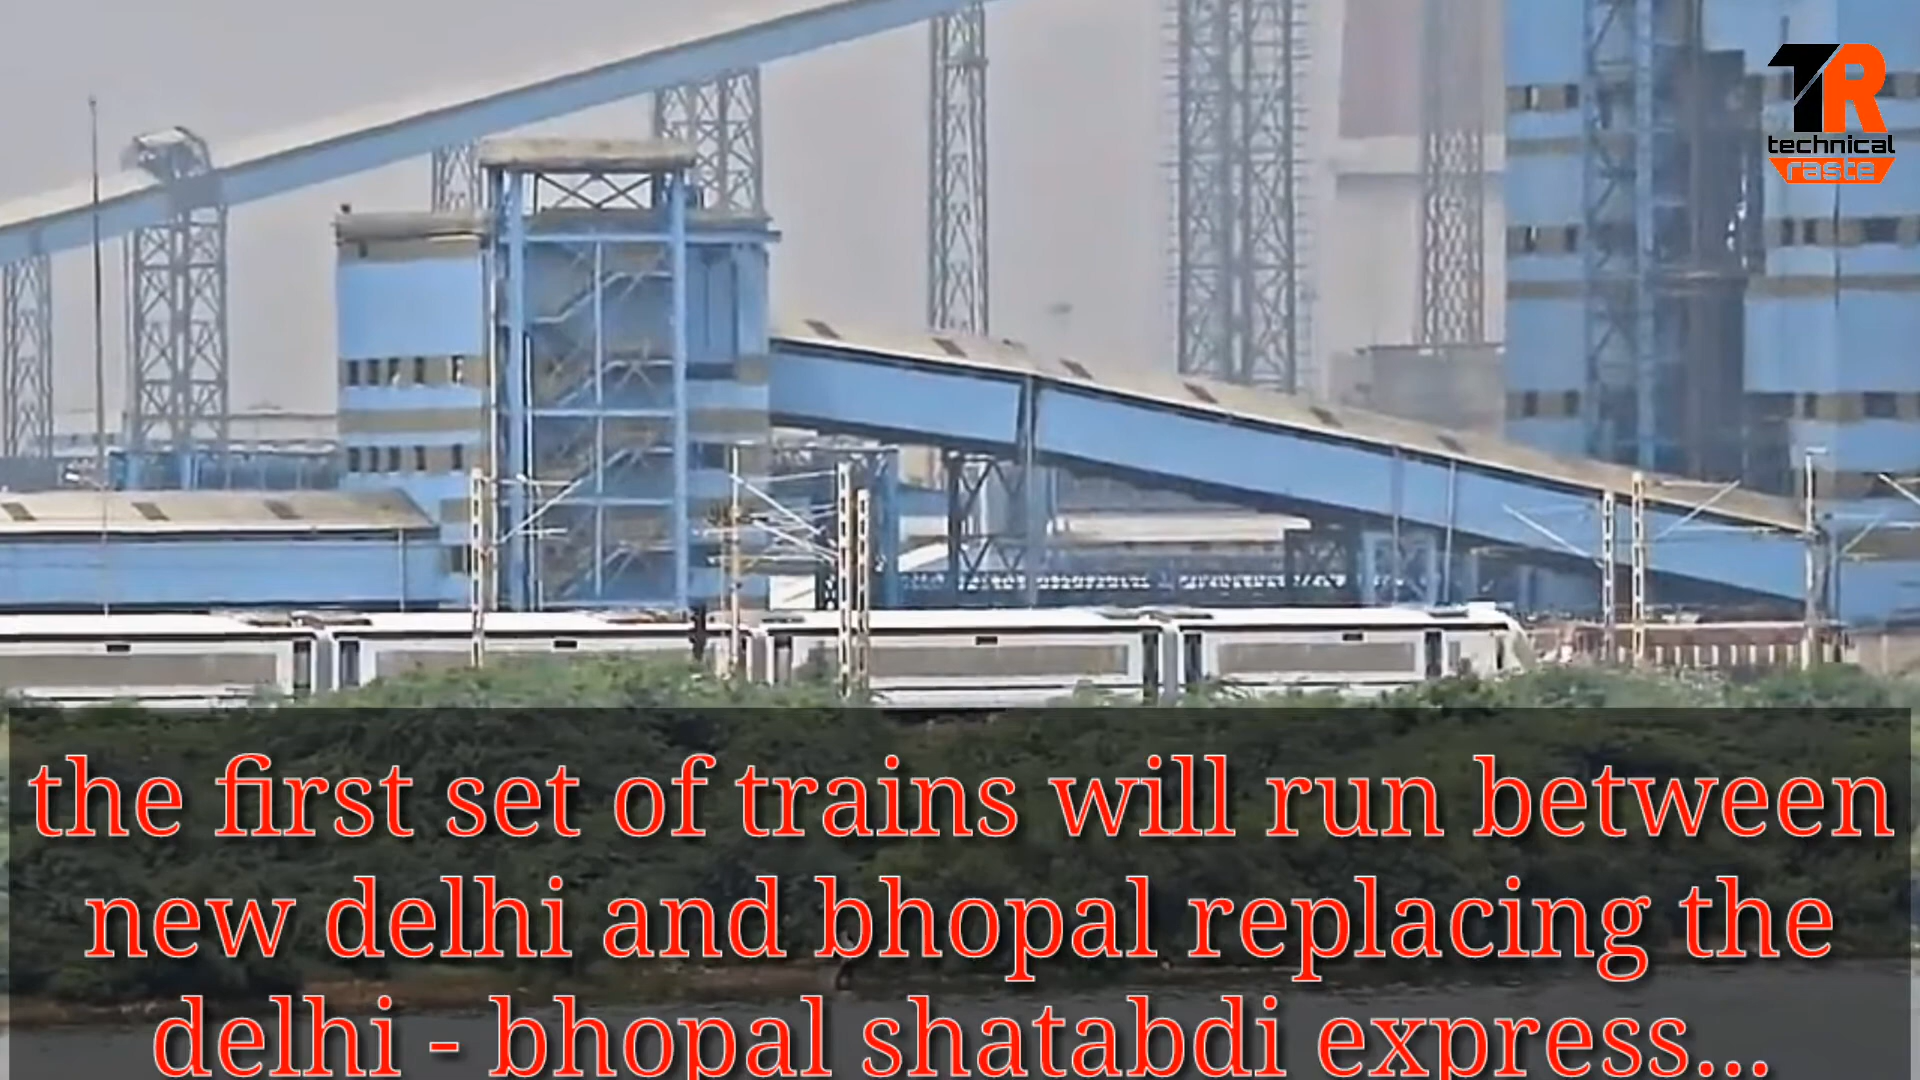 TR
technical
raste
the first set of trains will run between
new delhi and bhopal replacing the
delhi - bhopal shatabdi express...